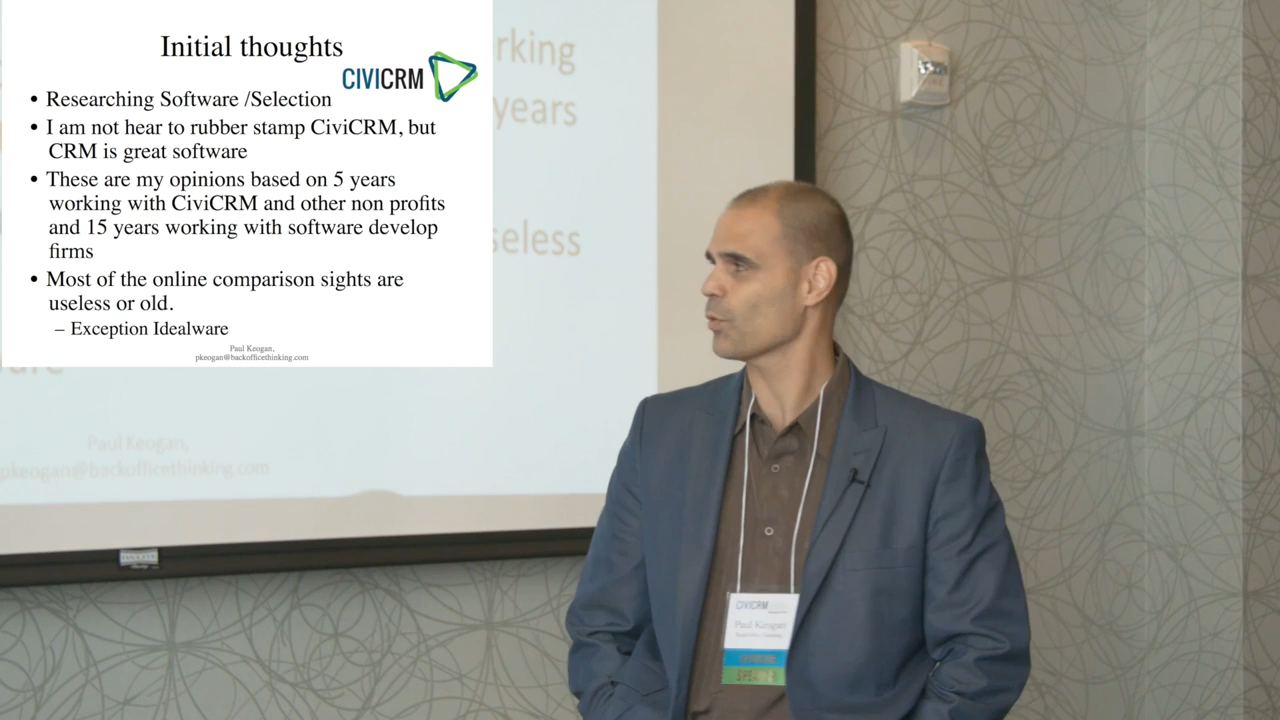 Initial thoughts
CIVICRM
• Researching Software /Selection
• I am not hear to rubber stamp CiviCRM, but
CRM is great software
• These are my opinions based on 5 years
working with CiviCRM and other non profits
and 15 years working with software develop
firms
• Most of the online comparison sights are
useless or old.
– Exception Idealware
Paul Keogan,
pkeogan@backofficethinking.com
rking
years
seless
Paul Keogan,
pkeogan@backofficethinking.com
CIVICRM
Paul Keogan
SPEAKER